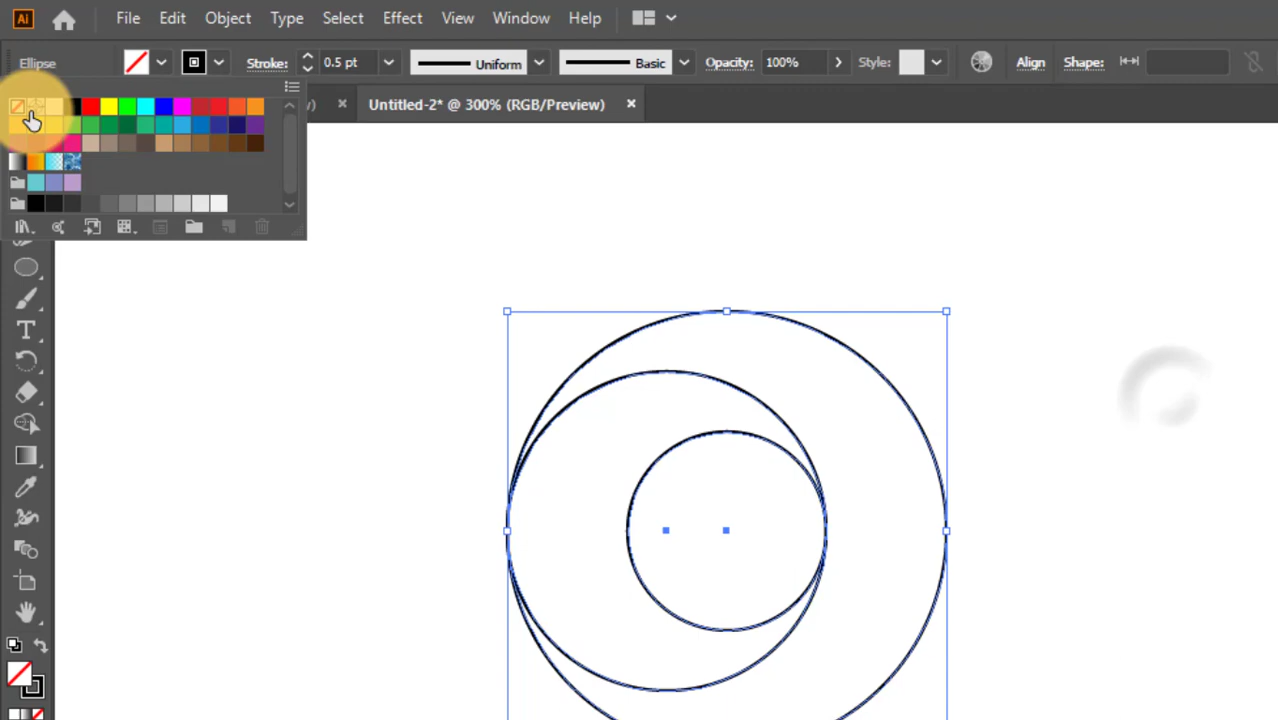 Ai File Edit Object Type Select Effect View Window Help
Ellipse Stroke: 0.5 pt Uniform Basic Opacity: 100% Style: Align Shape:
) × Untitled-2* @ 300% (RGB/Preview) ×
T